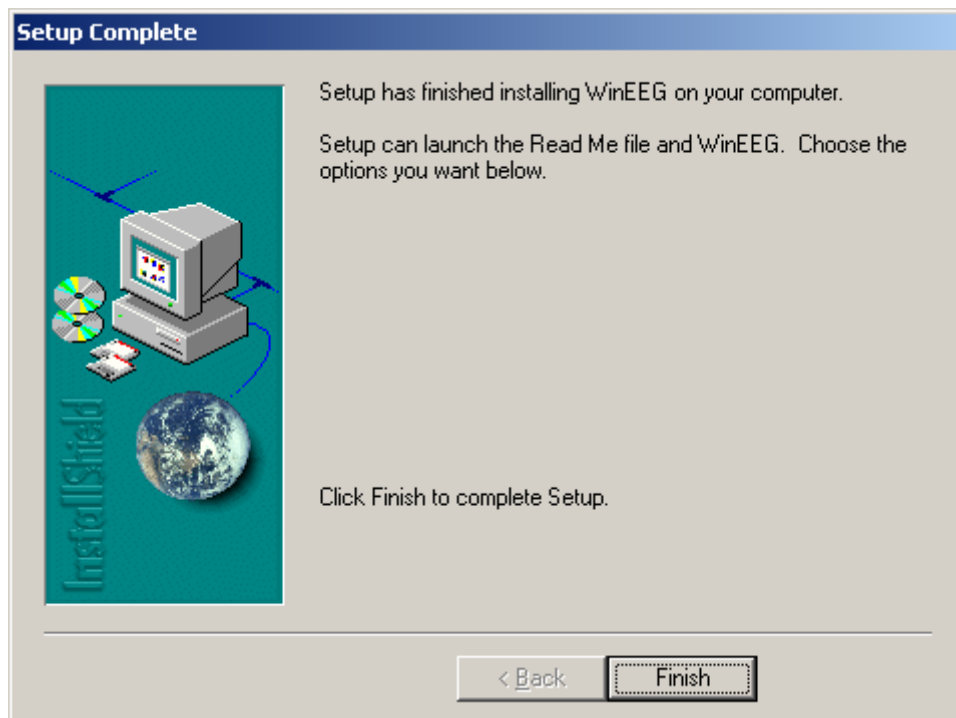 Setup Complete
Setup has finished installing WinEEG on your computer.
Setup can launch the Read Me file and WinEEG.  Choose the
options you want below.
InstallShield
Click Finish to complete Setup.
< Back
Finish